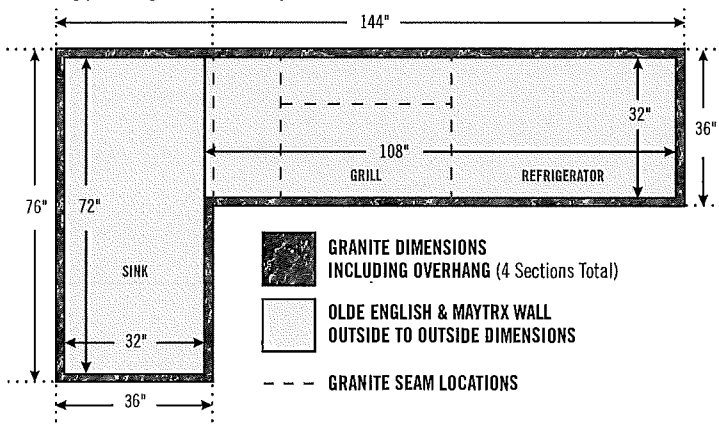 144"
32"
36"
108"
GRILL
REFRIGERATOR
76"
72"
SINK
GRANITE DIMENSIONS
INCLUDING OVERHANG (4 Sections Total)
OLDE ENGLISH & MAYTRX WALL
OUTSIDE TO OUTSIDE DIMENSIONS
32"
GRANITE SEAM LOCATIONS
36"